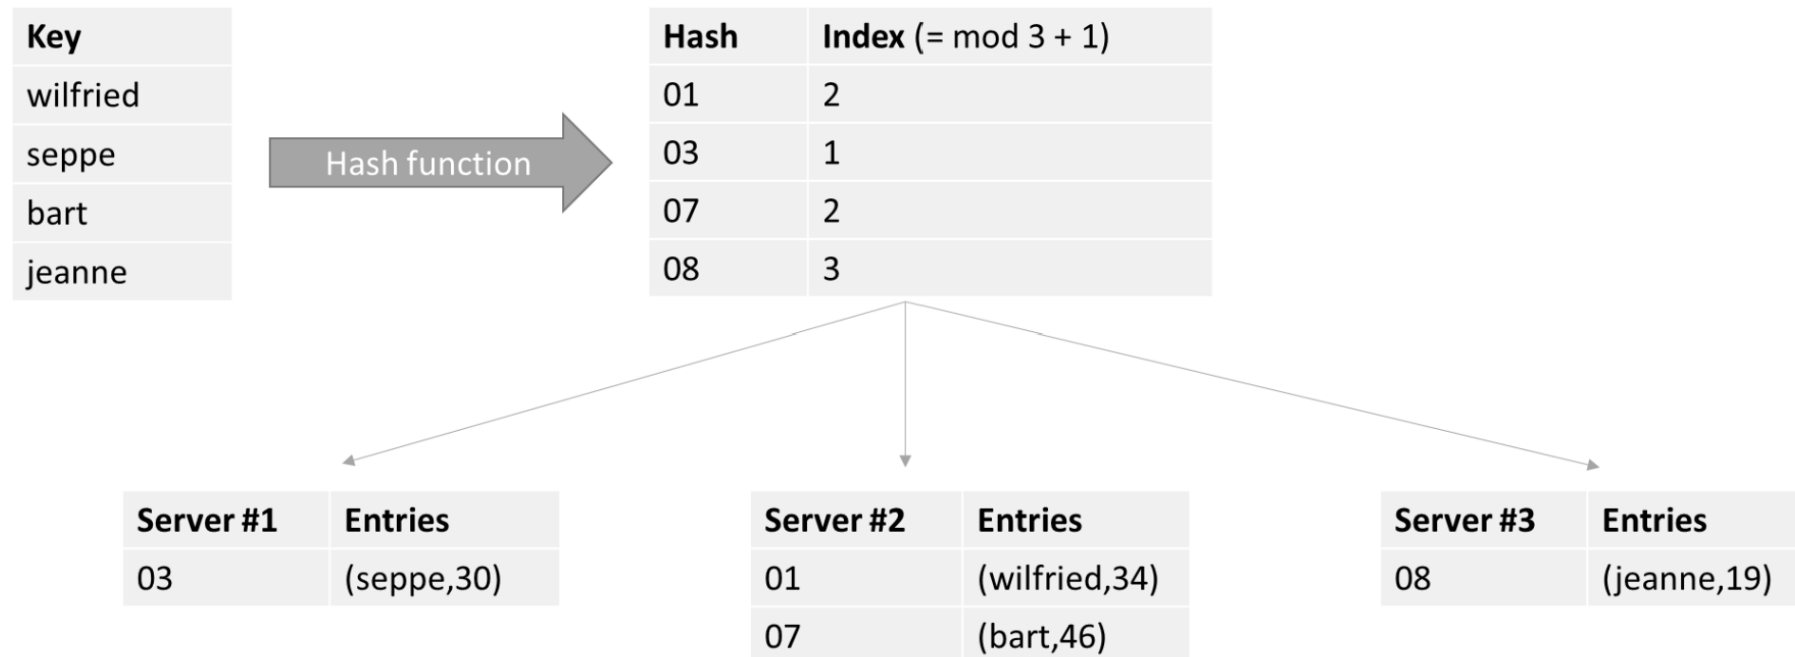 Key
wilfried
seppe
bart
jeanne
Hash function
Hash Index (= mod 3 + 1)
01 2
03 1
07 2
08 3
Server #1 Entries
03 (seppe,30)
Server #2 Entries
01 (wilfried,34)
07 (bart,46)
Server #3 Entries
08 (jeanne,19)